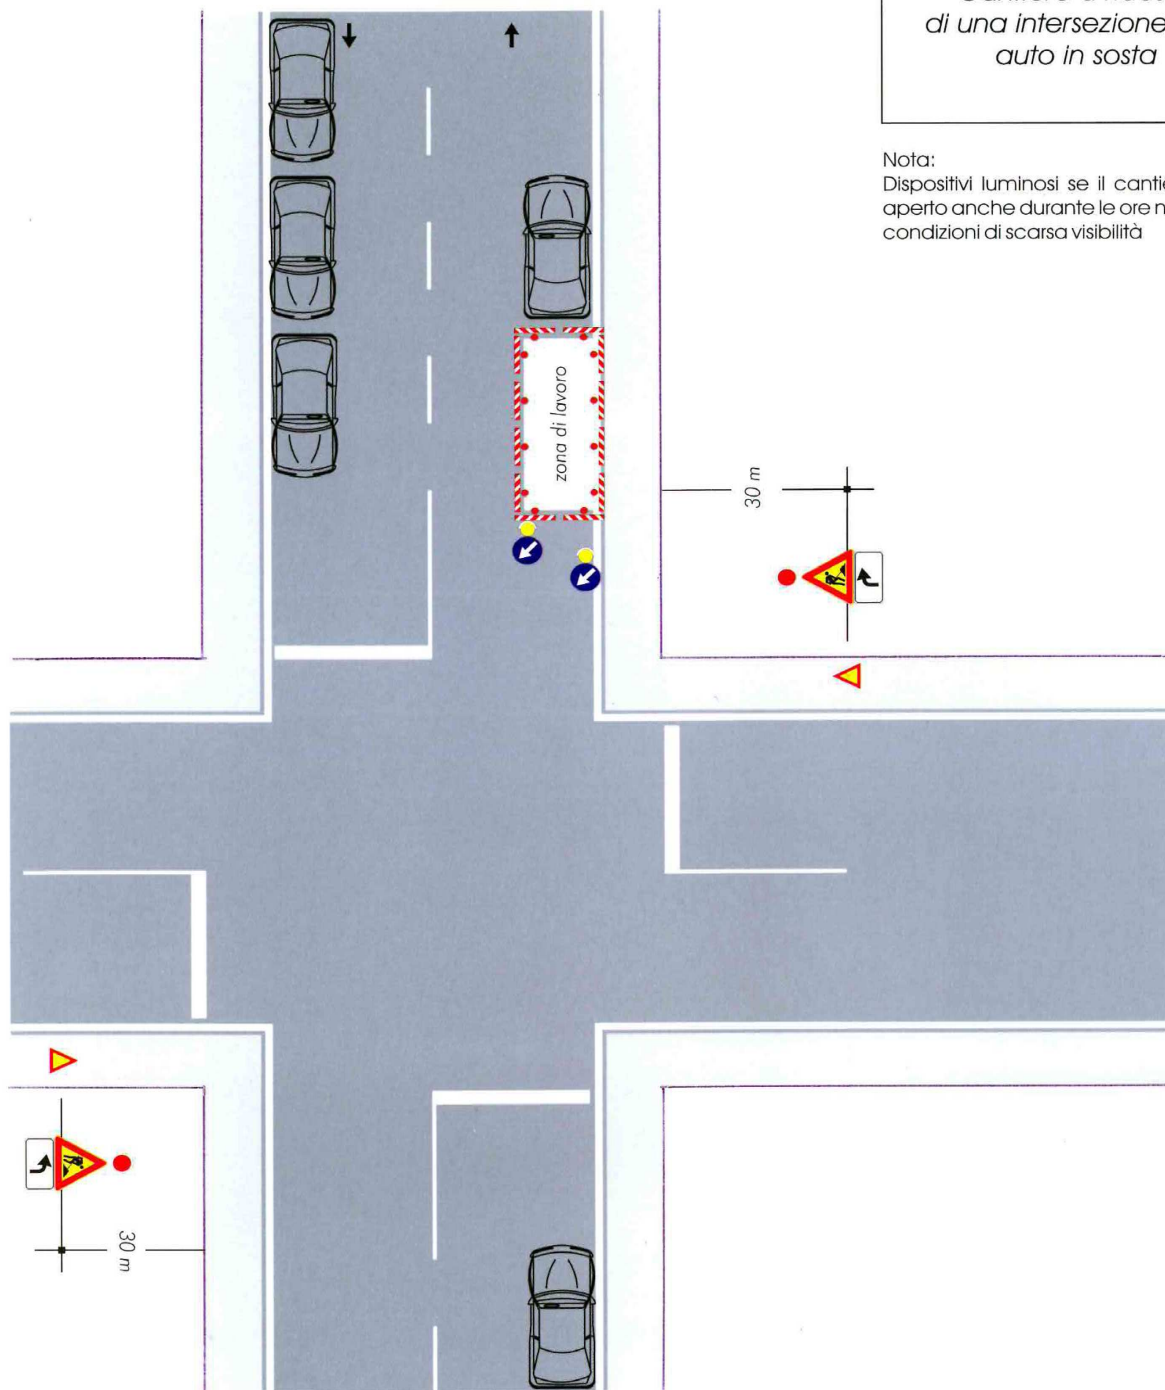 di una intersezione
auto in sosta
Nota:
Dispositivi luminosi se il
aperto anche durante le ore
condizioni di scarsa visibilità
zona di lavoro
30 m
30 m